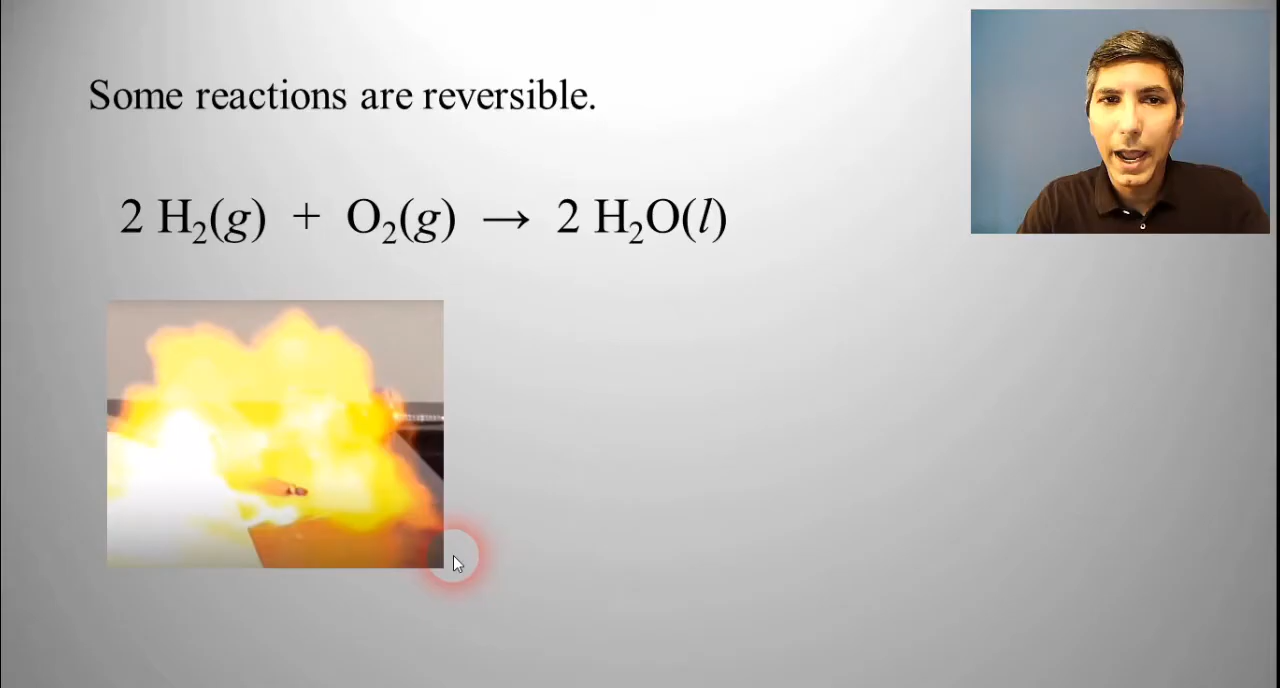 Some reactions are reversible.
2 H₂(g) + O₂(g) → 2 H₂O(l)